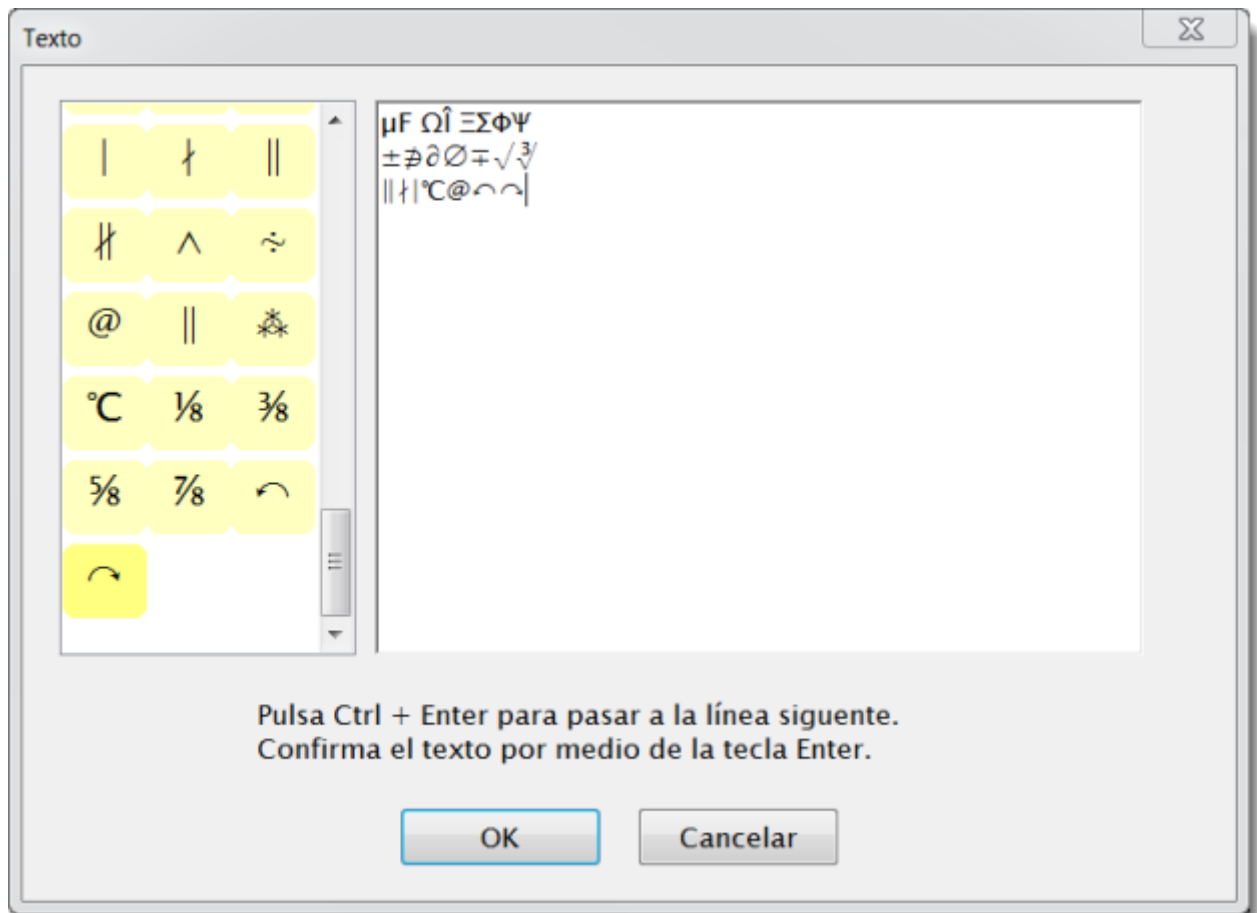 Texto
∣ ∤ ∥
∦ ∧ ∻
@ ‖ ⁂
℃ ⅛ ⅜
⅝ ⅞ ↶
↷
µF ΩÎ ΞΣΦΨ
±∌∂∅∓√∛
∥∤∣℃@↶↷
Pulsa Ctrl + Enter para pasar a la línea siguente.
Confirma el texto por medio de la tecla Enter.
OK
Cancelar